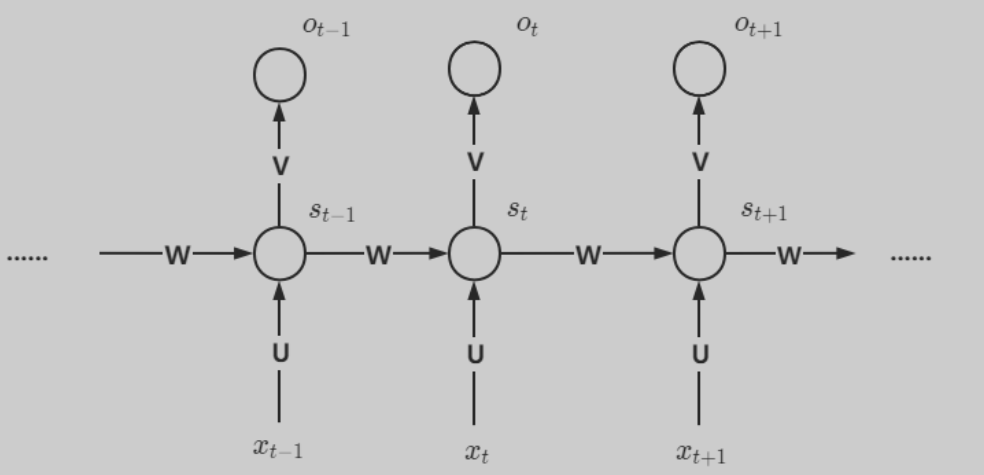 o_{t-1} o_t o_{t+1}
V V V
s_{t-1} s_t s_{t+1}
...... W W W W ......
U U U
x_{t-1} x_t x_{t+1}